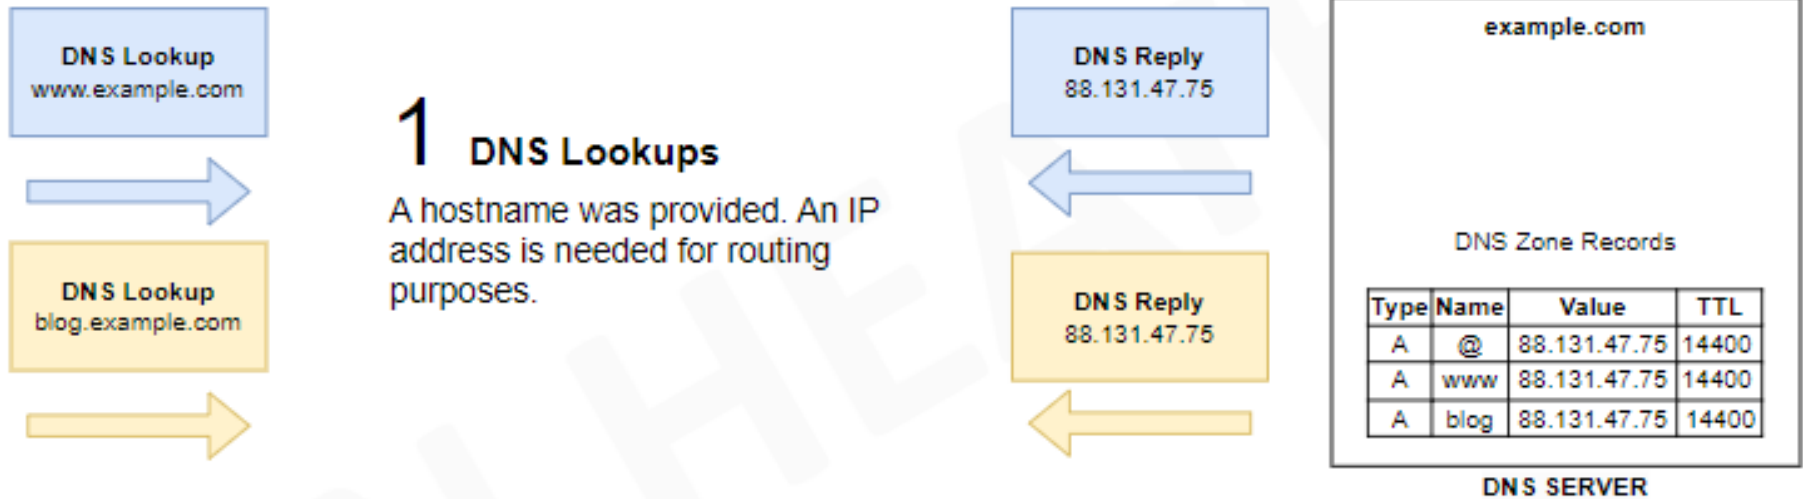 DNS Lookup
www.example.com
DNS Lookup
blog.example.com
1 DNS Lookups
A hostname was provided. An IP
address is needed for routing
purposes.
DNS Reply
88.131.47.75
DNS Reply
88.131.47.75
example.com
DNS Zone Records
Type Name Value TTL
A @ 88.131.47.75 14400
A www 88.131.47.75 14400
A blog 88.131.47.75 14400
DNS SERVER